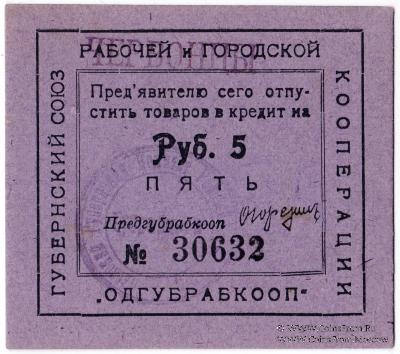 ЧЕРВОНЦЫ
РАБОЧЕЙ и ГОРОДСКОЙ
ГУБЕРНСКИЙ СОЮЗ
КООПЕРАЦИИ
Пред'явителю сего отпу-
стить товаров в кредит на
Руб. 5
ПЯТЬ
Предгубрабкооп
№ 30632
„ОДГУБРАБКООП“